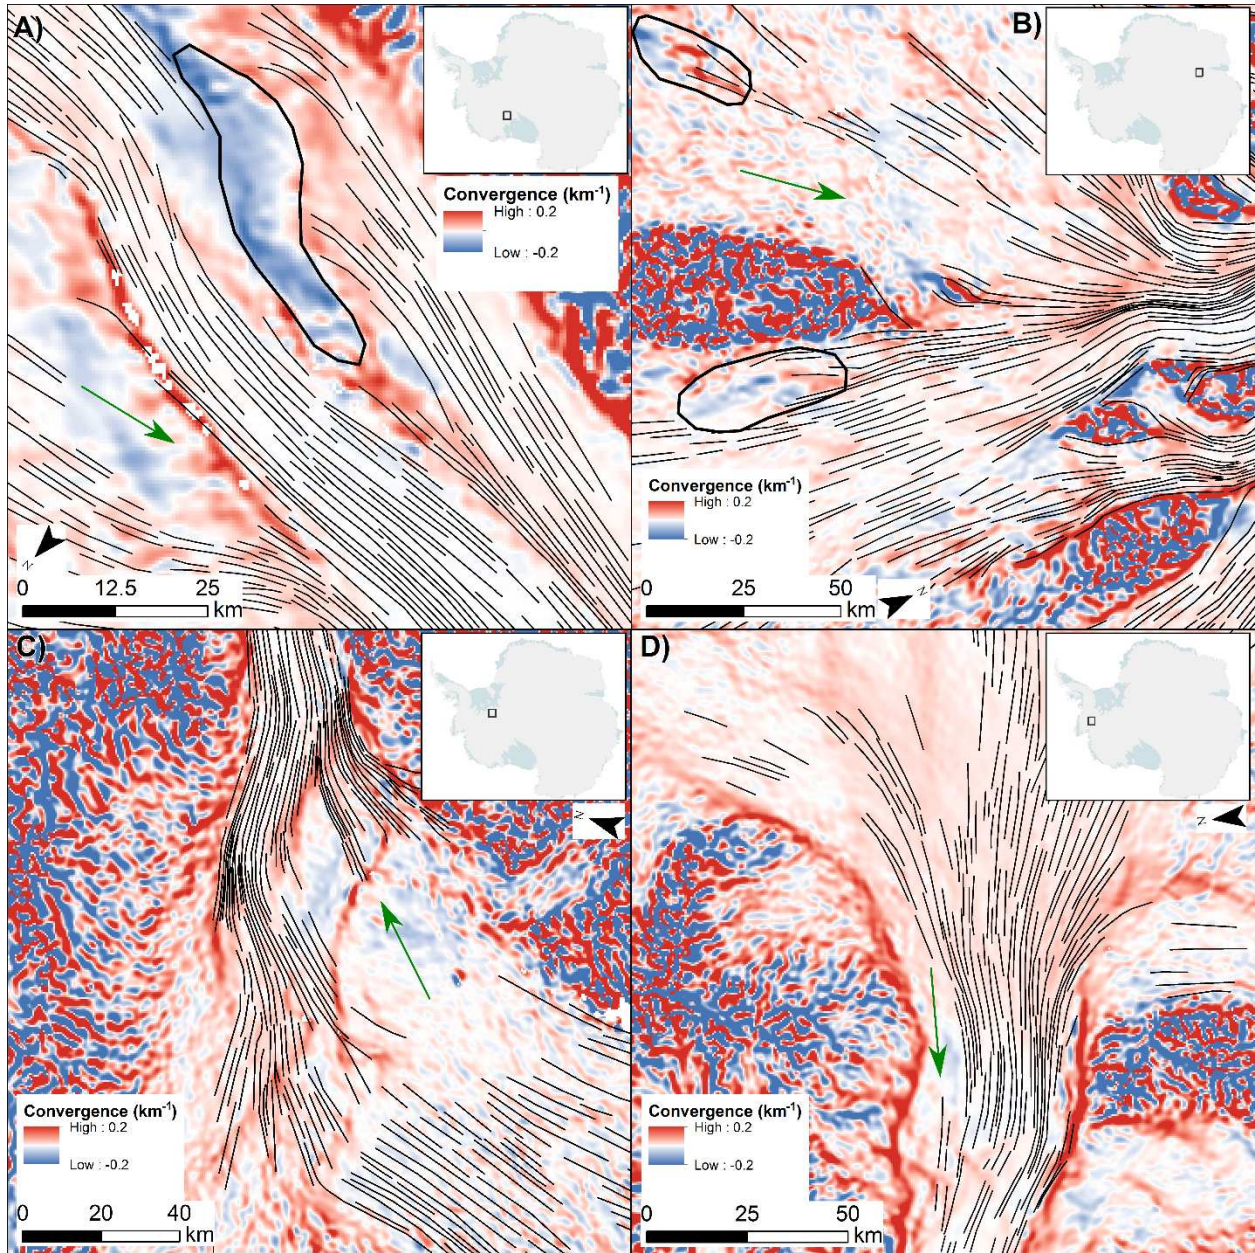 A)
Convergence (km-1)
High : 0.2
Low : -0.2
N
0 12.5 25
km
B)
Convergence (km-1)
High : 0.2
Low : -0.2
0 25 50
km
N
C)
N
Convergence (km-1)
High : 0.2
Low : -0.2
0 20 40
km
D)
N
Convergence (km-1)
High : 0.2
Low : -0.2
0 25 50
km